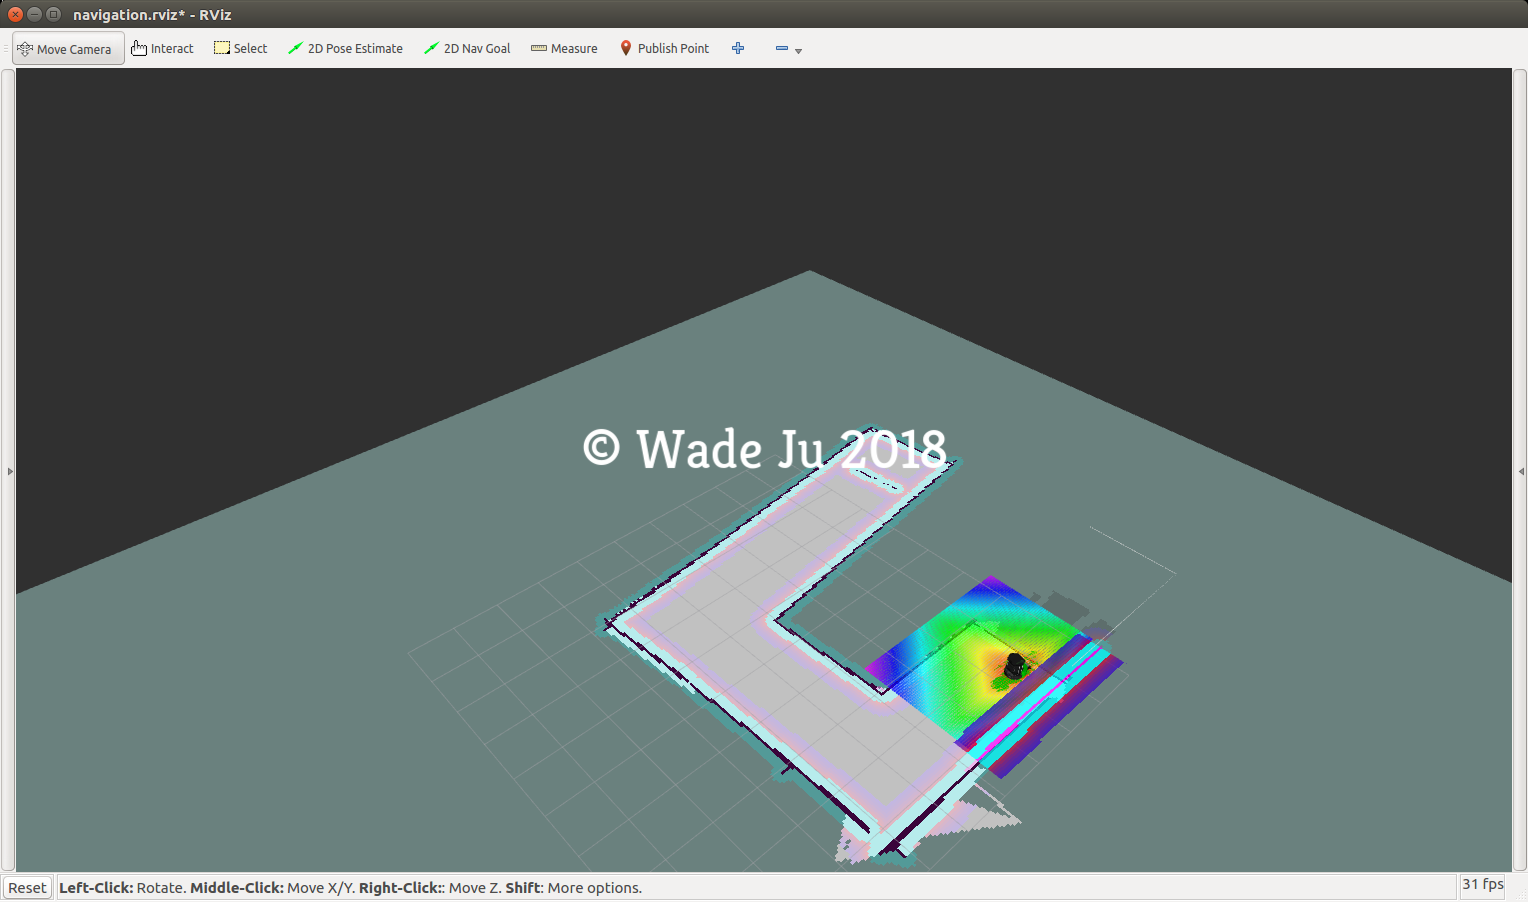 navigation.rviz* - RViz
Move Camera Interact Select 2D Pose Estimate 2D Nav Goal Measure Publish Point
© Wade Ju 2018
Reset Left-Click: Rotate. Middle-Click: Move X/Y. Right-Click:: Move Z. Shift: More options. 31 fps